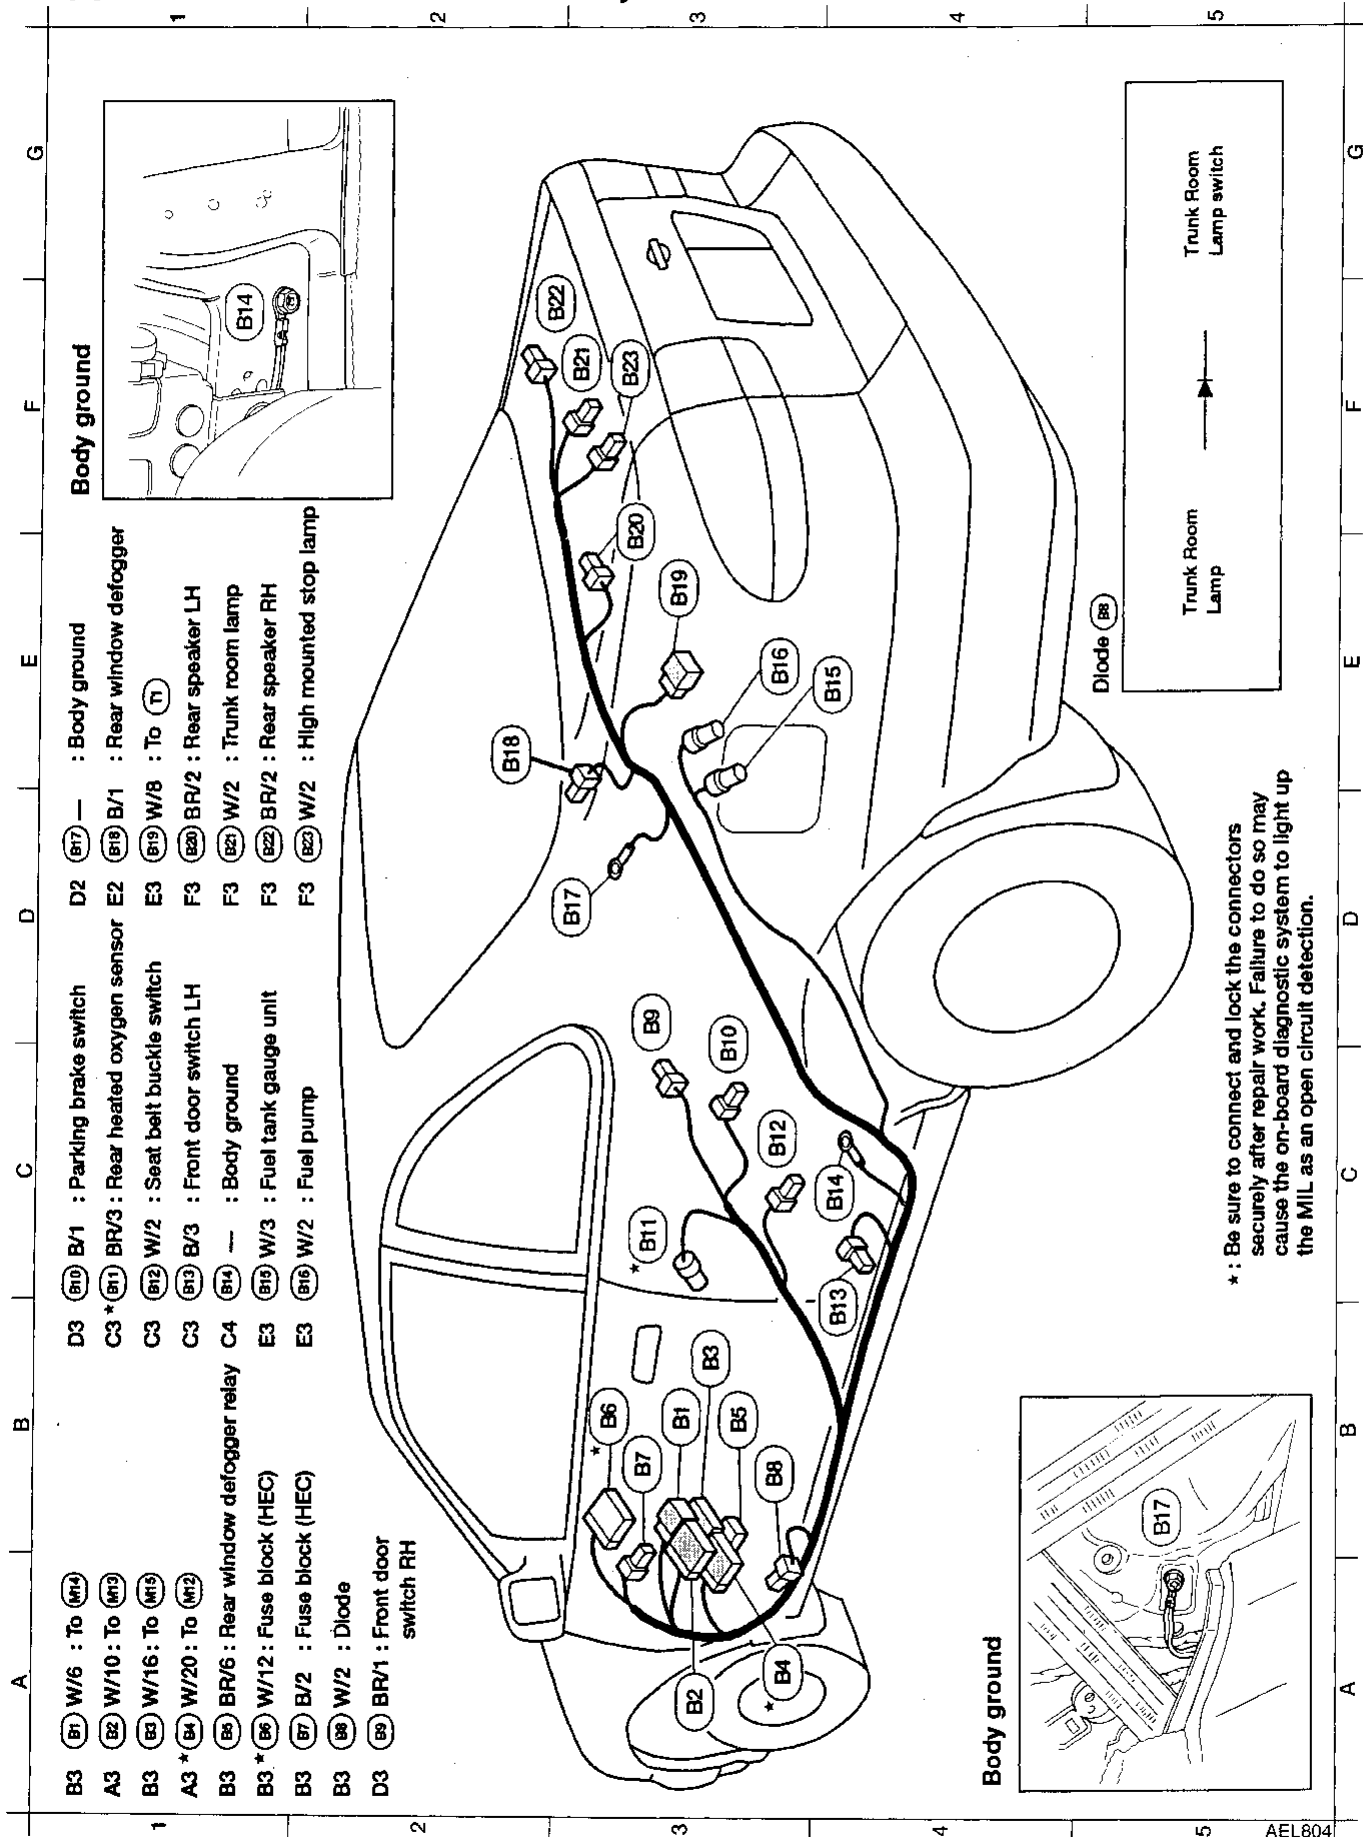 A B C D E F G
1
2
3
4
5
B3 B1 W/6 : To M14
A3 B2 W/10 : To M13
B3 B3 W/16 : To M15
A3 * B4 W/20 : To M12
B3 B5 BR/6 : Rear window defogger relay
B3 * B6 W/12 : Fuse block (HEC)
B3 B7 B/2 : Fuse block (HEC)
B3 B8 W/2 : Diode
D3 B9 BR/1 : Front door
switch RH
D3 B10 B/1 : Parking brake switch
C3 * B11 BR/3 : Rear heated oxygen sensor
C3 B12 W/2 : Seat belt buckle switch
C3 B13 B/3 : Front door switch LH
C4 B14 — : Body ground
E3 B15 W/3 : Fuel tank gauge unit
E3 B16 W/2 : Fuel pump
D2 B17 — : Body ground
E2 B18 B/1 : Rear window defogger
E3 B19 W/8 : To T1
F3 B20 BR/2 : Rear speaker LH
F3 B21 W/2 : Trunk room lamp
F3 B22 BR/2 : Rear speaker RH
F3 B23 W/2 : High mounted stop lamp
Body ground
B14
B18
B22
B21
B23
B20
B19
B17
B16
B15
B9
B10
* B11
B12
B14
B13
* B6
B7
B1
B3
B5
B8
B2
* B4
Body ground
B17
Diode B8
Trunk Room
Lamp
Trunk Room
Lamp switch
* : Be sure to connect and lock the connectors
securely after repair work. Failure to do so may
cause the on-board diagnostic system to light up
the MIL as an open circuit detection.
A B C D E F G
1
2
3
4
5
AEL804